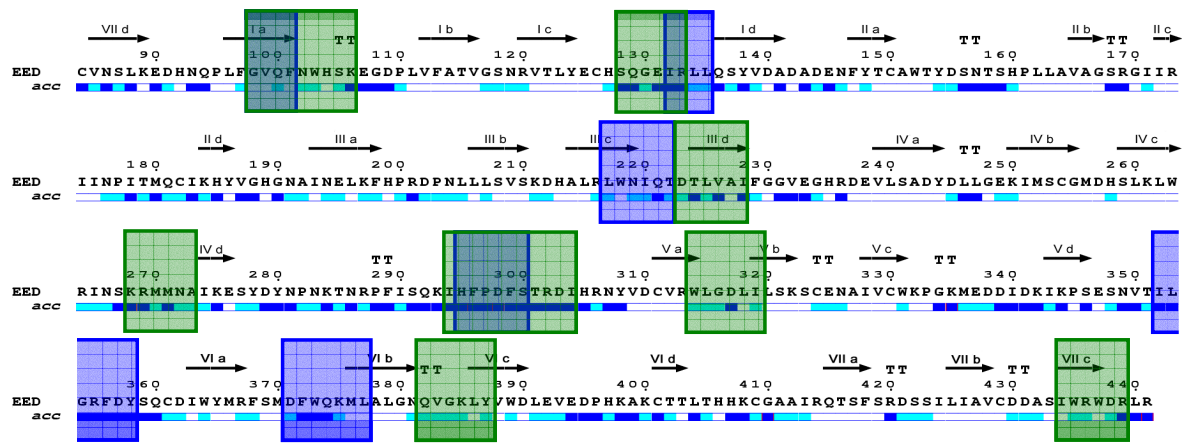 VII d I a TT I b I c I d II a TT II b TT II c
90 100 110 120 130 140 150 160 170
EED CVNSLKEDHNQPLFGVQFNWHSKEGDPLVFATVGSNRVTLYECHSQGEIRLLQSYVDADADENFYTCAWTYDSNTSHPLLAVAGSRGIIR
acc
II d III a III b III c III d IV a TT IV b IV c
180 190 200 210 220 230 240 250 260
EED IINPITMQCIKHYVGHGNAINELKFHPRDPNLLLSVSKDHALRLWNIQTDTLVAIFGGVEGHRDEVLSADYDLLGEKIMSCGMDHSLKLW
acc
IV d TT V a V b TT V c TT V d
270 280 290 300 310 320 330 340 350
EED RINSKRMMNAIKESYDYNPNKTNRPFISQKIHFPDFSTRDIHRNYVDCVRWLGDLILSKSCENAIVCWKPGKMEDDIDKIKPSESNVTIL
acc
VI a VI b TT VI c VI d VII a TT VII b TT VII c
360 370 380 390 400 410 420 430 440
EED GRFDYSQCDIWYMRFSMDFWQKMLALGNQVGKLYVWDLEVEDPHKAKCTTLTHHKCGAAIRQTSFSRDSSILIAVCDDASIWRWDRLR
acc